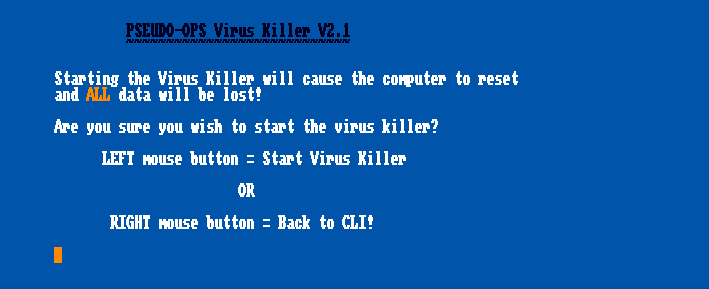 PSEUDO-OPS Virus Killer V2.1
Starting the Virus Killer will cause the computer to reset
and ALL data will be lost!
Are you sure you wish to start the virus killer?
LEFT mouse button = Start Virus Killer
OR
RIGHT mouse button = Back to CLI!